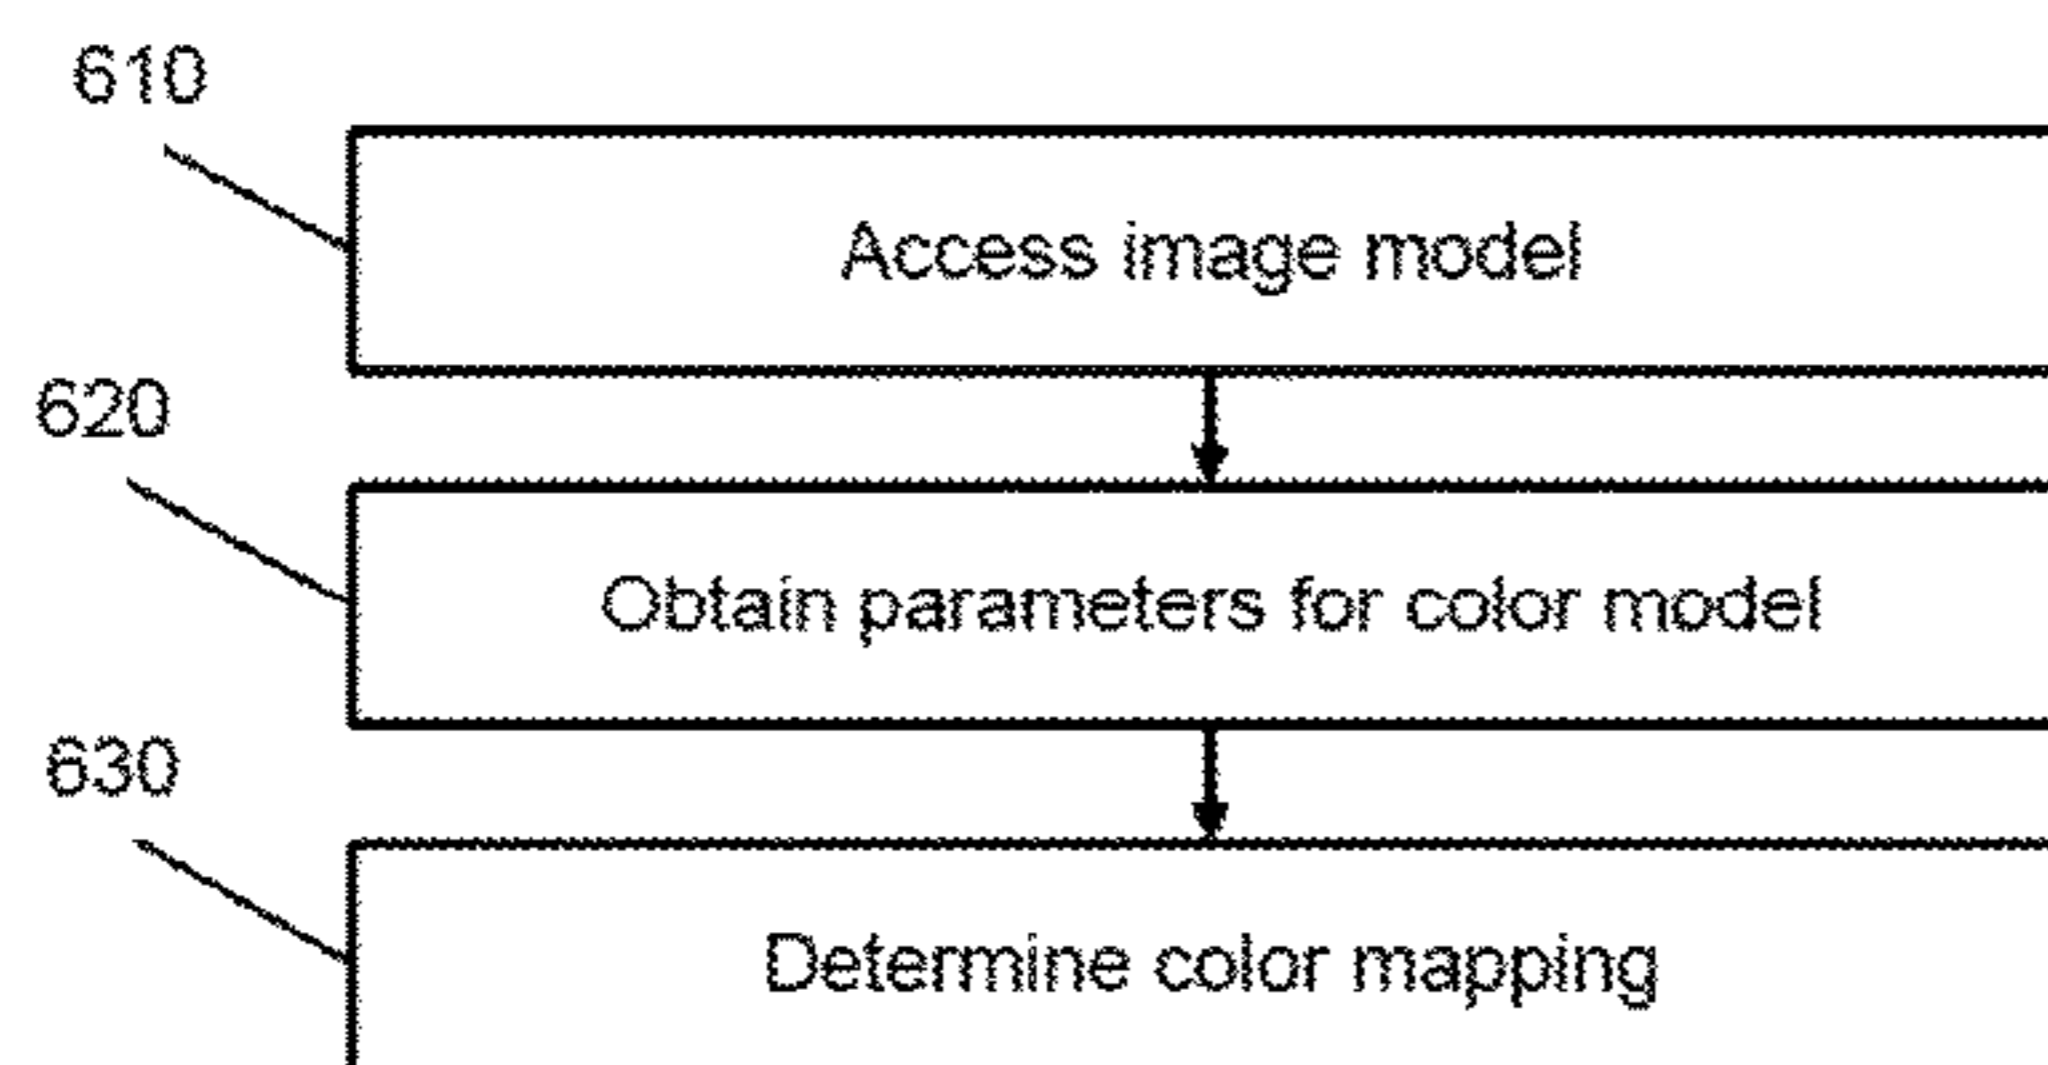 610
Access image model
620
Obtain parameters for color model
630
Determine color mapping